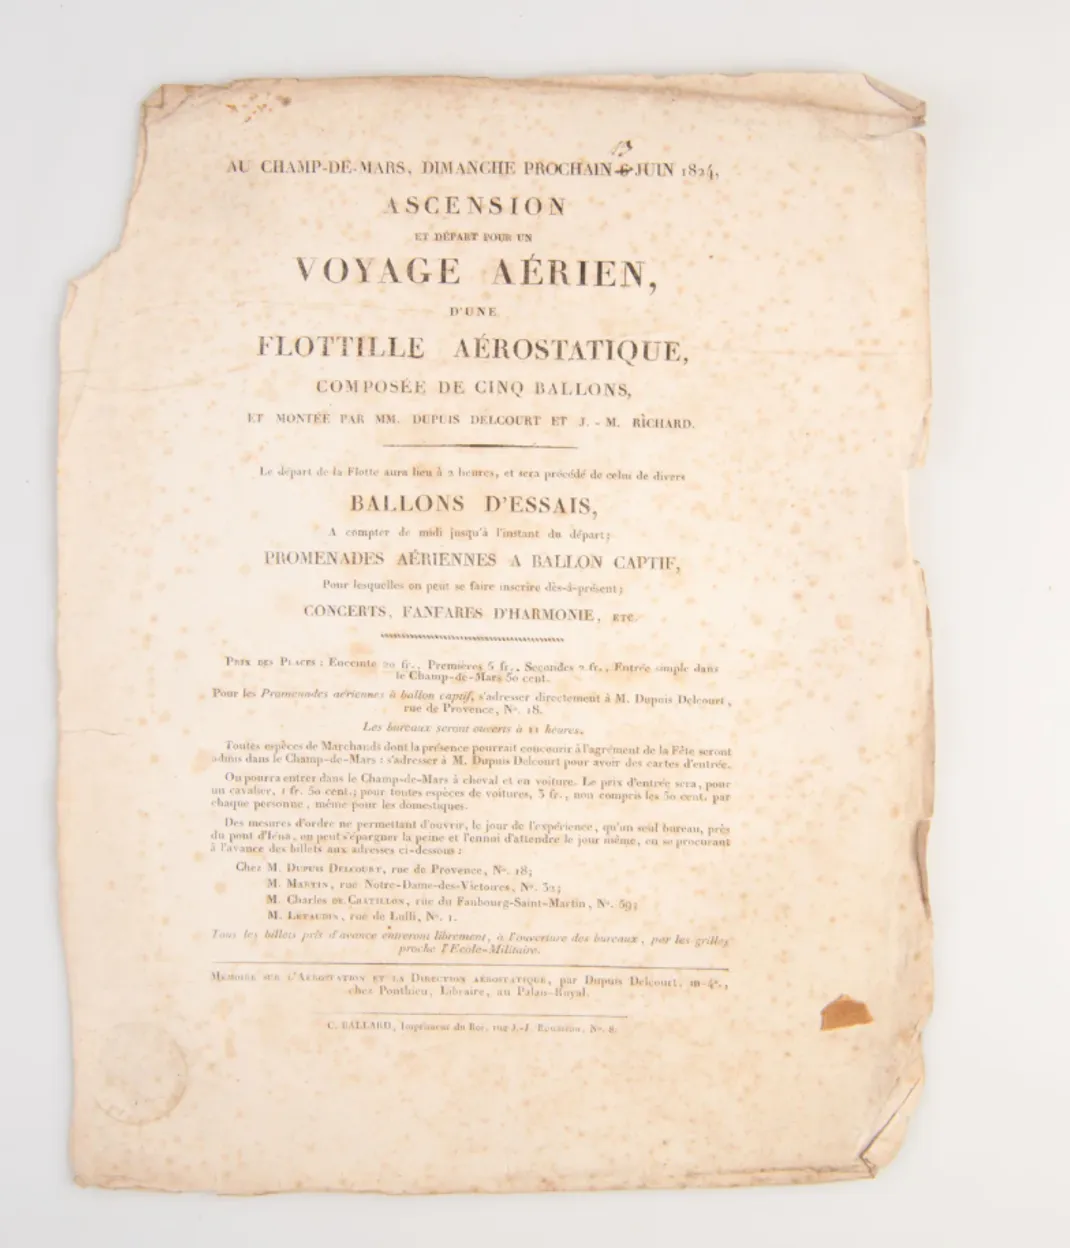 13
AU CHAMP-DE-MARS, DIMANCHE PROCHAIN 6 JUIN 1824,
ASCENSION
ET DÉPART POUR UN
VOYAGE AÉRIEN,
D'UNE
FLOTTILLE AÉROSTATIQUE,
COMPOSÉE DE CINQ BALLONS,
ET MONTÉE PAR MM. DUPUIS DELCOURT ET J.-M. RICHARD.
Le départ de la Flotte aura lieu à 2 heures, et sera précédé de celui de divers
BALLONS D'ESSAIS,
A compter de midi jusqu'à l'instant du départ;
PROMENADES AÉRIENNES A BALLON CAPTIF,
Pour lesquelles on peut se faire inscrire dès-à-présent;
CONCERTS, FANFARES D'HARMONIE, ETC.
PRIX DES PLACES : Enceinte 20 fr., Premières 5 fr., Secondes 2 fr., Entrée simple dans
le Champ-de-Mars 50 cent.
Pour les Promenades aériennes à ballon captif, s'adresser directement à M. Dupuis Delcourt,
rue de Provence, No. 18.
Les bureaux seront ouverts à 11 heures.
Toutes espèces de Marchands dont la présence pourrait concourir à l'agrément de la Fête seront
admis dans le Champ-de-Mars : s'adresser à M. Dupuis Delcourt pour avoir des cartes d'entrée.
On pourra entrer dans le Champ-de-Mars à cheval et en voiture. Le prix d'entrée sera, pour
un cavalier, 1 fr. 50 cent.; pour toutes espèces de voitures, 3 fr., non compris les 50 cent. par
chaque personne, même pour les domestiques.
Des mesures d'ordre ne permettant d'ouvrir, le jour de l'expérience, qu'un seul bureau, près
du pont d'Iéna, on peut s'épargner la peine et l'ennui d'attendre le jour même, en se procurant
à l'avance des billets aux adresses ci-dessous :
Chez M. DUPUIS DELCOURT, rue de Provence, No. 18;
M. MARTIN, rue Notre-Dame-des-Victoires, No. 32;
M. Charles DE CHATILLON, rue du Faubourg-Saint-Martin, No. 59;
M. LETAUDIN, rue de Lulli, No. 1.
Tous les billets pris d'avance entreront librement, à l'ouverture des bureaux, par les grilles
proche l'Ecole-Militaire.
MÉMOIRE SUR L'AÉROSTATION ET LA DIRECTION AÉROSTATIQUE, par Dupuis Delcourt, in-4o.,
chez Ponthieu, Libraire, au Palais-Royal.
C. BALLARD, Imprimeur du Roi, rue J.-J. Rousseau, No. 8.